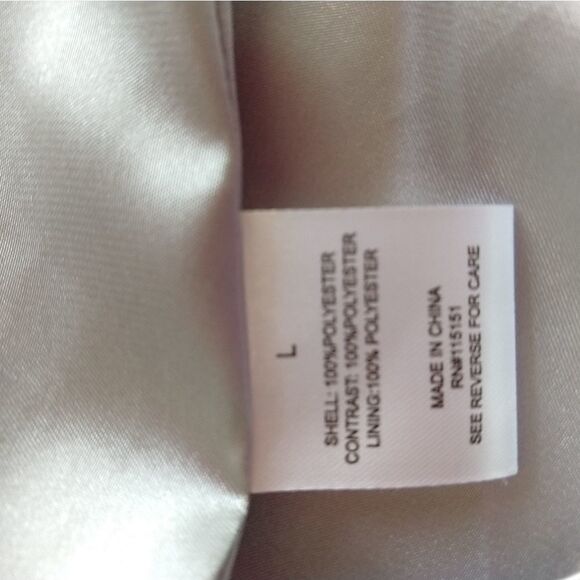 L
SHELL: 100%POLYESTER
CONTRAST: 100%POLYESTER
LINING:100% POLYESTER
MADE IN CHINA
RN#115151
SEE REVERSE FOR CARE